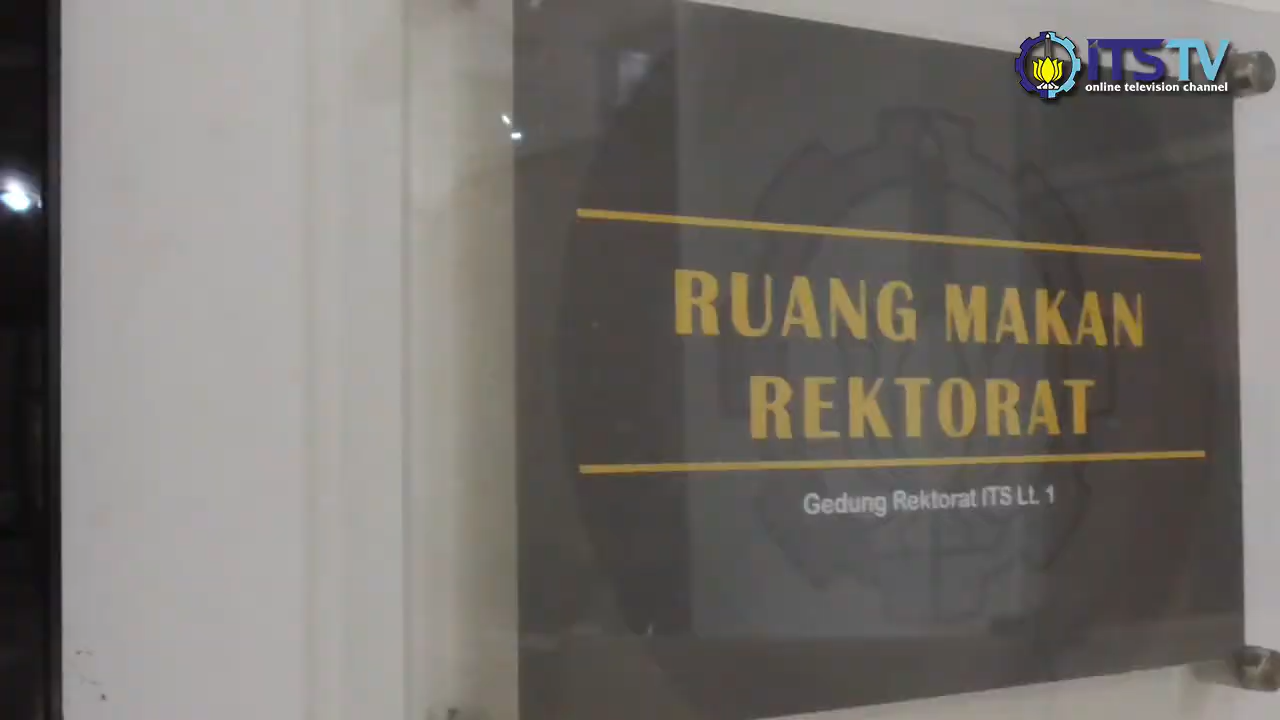 iTSTV
online television channel
RUANG MAKAN
REKTORAT
Gedung Rektorat ITS Lt. 1